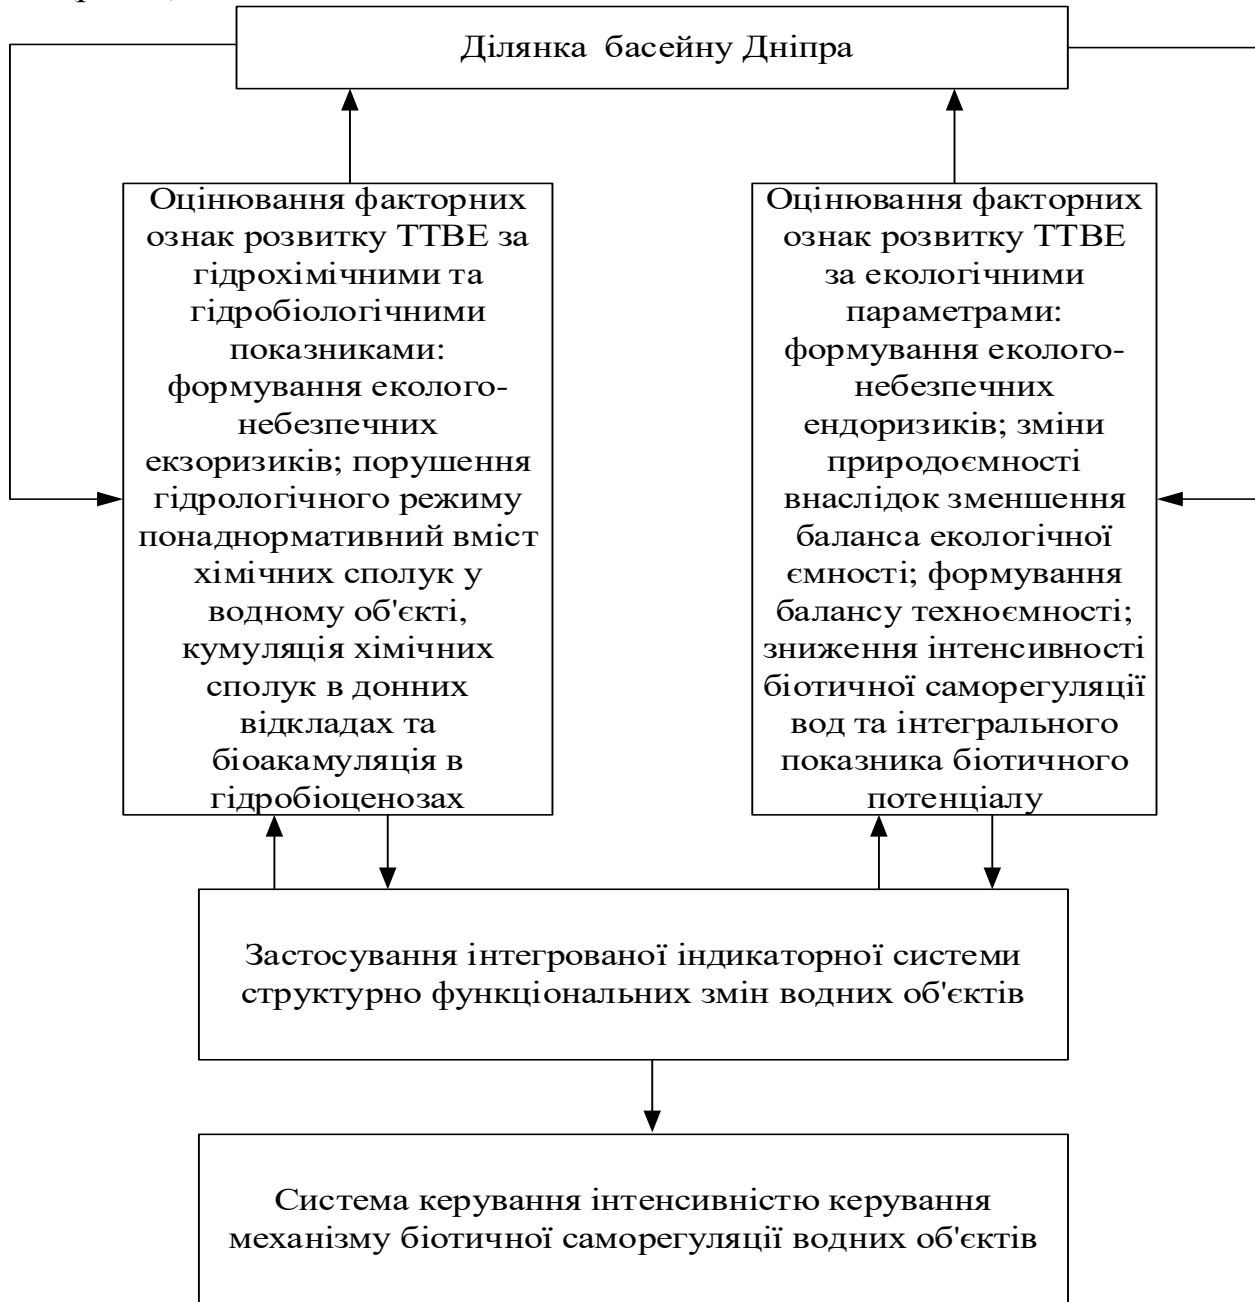 Ділянка басейну Дніпра
Оцінювання факторних
ознак розвитку ТТВЕ за
гідрохімічними та
гідробіологічними
показниками:
формування еколого-
небезпечних
екзоризиків; порушення
гідрологічного режиму
понаднормативний вміст
хімічних сполук у
водному об'єкті,
кумуляція хімічних
сполук в донних
відкладах та
біоакамуляція в
гідробіоценозах
Оцінювання факторних
ознак розвитку ТТВЕ
за екологічними
параметрами:
формування еколого-
небезпечних
ендоризиків; зміни
природоємності
внаслідок зменшення
баланса екологічної
ємності; формування
балансу техноємності;
зниження інтенсивності
біотичної саморегуляції
вод та інтегрального
показника біотичного
потенціалу
Застосування інтегрованої індикаторної системи
структурно функціональних змін водних об'єктів
Система керування інтенсивністю керування
механізму біотичної саморегуляції водних об'єктів